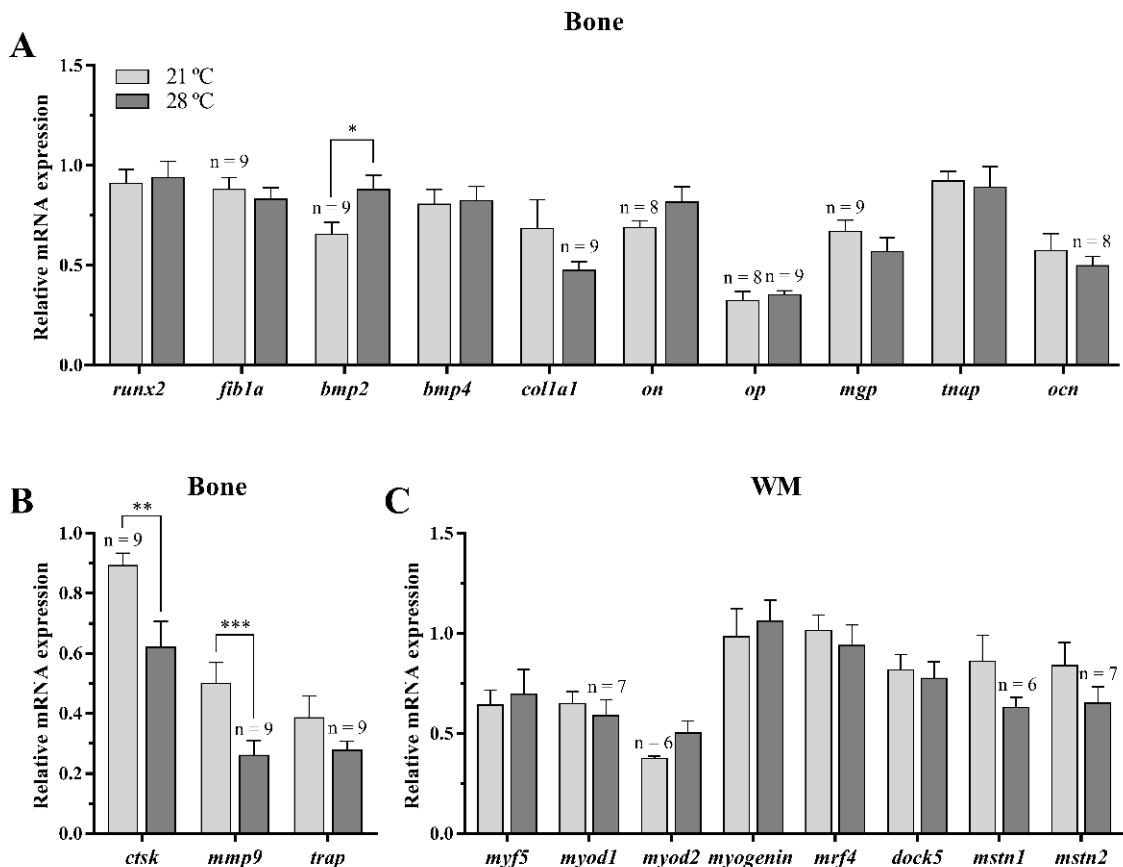 Bone
A
21 ºC
28 ºC
Relative mRNA expression
1.5
1.0
0.5
0.0
n = 9
n = 9
*
n = 9
n = 8
n = 8
n = 9
n = 9
n = 8
runx2 fib1a bmp2 bmp4 col1a1 on op mgp tnap ocn
B
Bone
Relative mRNA expression
1.0
0.8
0.6
0.4
0.2
0.0
**
n = 9
***
n = 9
n = 9
ctsk mmp9 trap
C
WM
Relative mRNA expression
1.5
1.0
0.5
0.0
n = 7
n = 6
n = 6
n = 7
myf5 myod1 myod2 myogenin mrf4 dock5 mstn1 mstn2